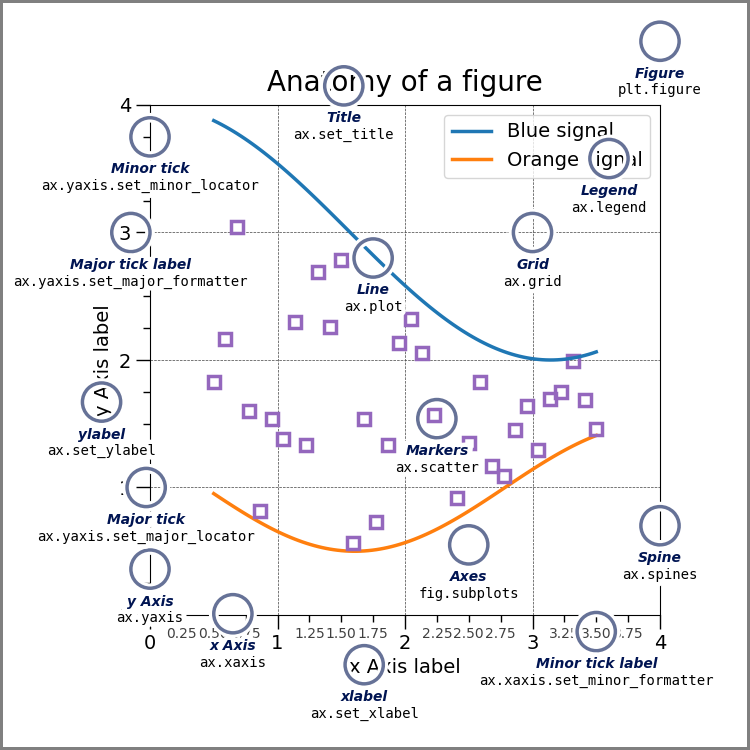 Figure
plt.figure
Anatomy of a figure
Title
ax.set_title
Blue signal
Orange signal
Legend
ax.legend
4
Minor tick
ax.yaxis.set_minor_locator
3
Major tick label
ax.yaxis.set_major_formatter
Grid
ax.grid
Line
ax.plot
2
y Axis label
ylabel
ax.set_ylabel
Markers
ax.scatter
Major tick
ax.yaxis.set_major_locator
Axes
fig.subplots
Spine
ax.spines
y Axis
ax.yaxis
x Axis
ax.xaxis
0.25 1.25 1.50 1.75 2.25 2.50 2.75 3.50
0 1 2 3 4
Minor tick label
ax.xaxis.set_minor_formatter
x Axis label
xlabel
ax.set_xlabel